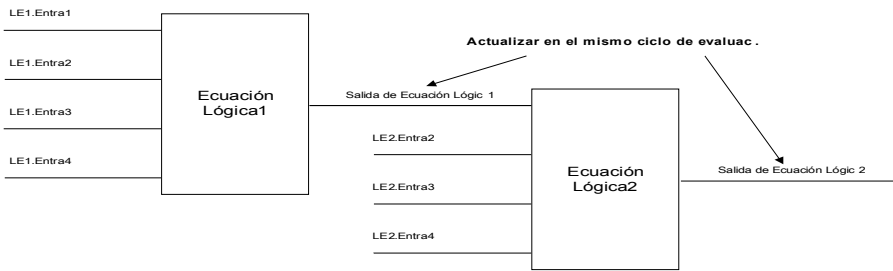 LE1.Entra1
LE1.Entra2
LE1.Entra3
LE1.Entra4
Ecuación
Lógica1
Actualizar en el mismo ciclo de evaluac .
Salida de Ecuación Lógic 1
LE2.Entra2
LE2.Entra3
LE2.Entra4
Ecuación
Lógica2
Salida de Ecuación Lógic 2